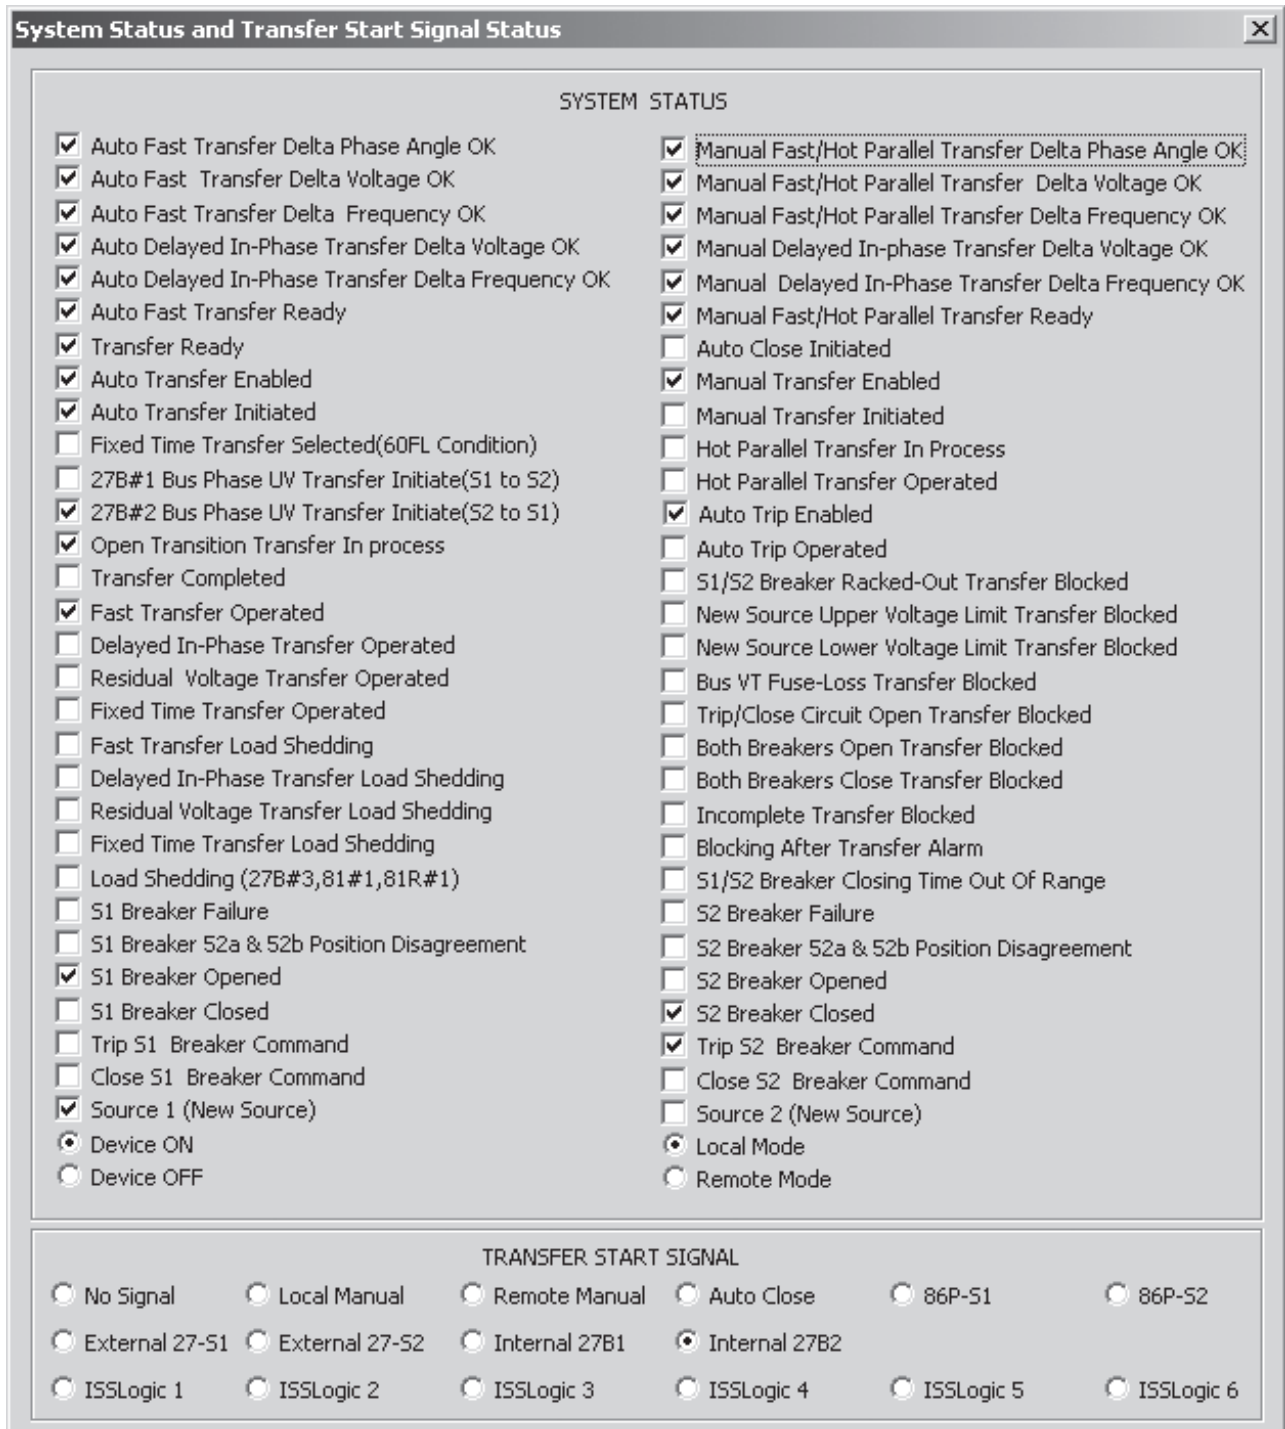 System Status and Transfer Start Signal Status
SYSTEM STATUS
Auto Fast Transfer Delta Phase Angle OK
Auto Fast Transfer Delta Voltage OK
Auto Fast Transfer Delta Frequency OK
Auto Delayed In-Phase Transfer Delta Voltage OK
Auto Delayed In-Phase Transfer Delta Frequency OK
Auto Fast Transfer Ready
Transfer Ready
Auto Transfer Enabled
Auto Transfer Initiated
Fixed Time Transfer Selected(60FL Condition)
27B#1 Bus Phase UV Transfer Initiate(S1 to S2)
27B#2 Bus Phase UV Transfer Initiate(S2 to S1)
Open Transition Transfer In process
Transfer Completed
Fast Transfer Operated
Delayed In-Phase Transfer Operated
Residual Voltage Transfer Operated
Fixed Time Transfer Operated
Fast Transfer Load Shedding
Delayed In-Phase Transfer Load Shedding
Residual Voltage Transfer Load Shedding
Fixed Time Transfer Load Shedding
Load Shedding (27B#3,81#1,81R#1)
S1 Breaker Failure
S1 Breaker 52a & 52b Position Disagreement
S1 Breaker Opened
S1 Breaker Closed
Trip S1 Breaker Command
Close S1 Breaker Command
Source 1 (New Source)
Device ON
Device OFF
Manual Fast/Hot Parallel Transfer Delta Phase Angle OK
Manual Fast/Hot Parallel Transfer Delta Voltage OK
Manual Fast/Hot Parallel Transfer Delta Frequency OK
Manual Delayed In-phase Transfer Delta Voltage OK
Manual Delayed In-Phase Transfer Delta Frequency OK
Manual Fast/Hot Parallel Transfer Ready
Auto Close Initiated
Manual Transfer Enabled
Manual Transfer Initiated
Hot Parallel Transfer In Process
Hot Parallel Transfer Operated
Auto Trip Enabled
Auto Trip Operated
S1/S2 Breaker Racked-Out Transfer Blocked
New Source Upper Voltage Limit Transfer Blocked
New Source Lower Voltage Limit Transfer Blocked
Bus VT Fuse-Loss Transfer Blocked
Trip/Close Circuit Open Transfer Blocked
Both Breakers Open Transfer Blocked
Both Breakers Close Transfer Blocked
Incomplete Transfer Blocked
Blocking After Transfer Alarm
S1/S2 Breaker Closing Time Out Of Range
S2 Breaker Failure
S2 Breaker 52a & 52b Position Disagreement
S2 Breaker Opened
S2 Breaker Closed
Trip S2 Breaker Command
Close S2 Breaker Command
Source 2 (New Source)
Local Mode
Remote Mode
TRANSFER START SIGNAL
No Signal Local Manual Remote Manual Auto Close 86P-S1 86P-S2
External 27-S1 External 27-S2 Internal 27B1 Internal 27B2
ISSLogic 1 ISSLogic 2 ISSLogic 3 ISSLogic 4 ISSLogic 5 ISSLogic 6